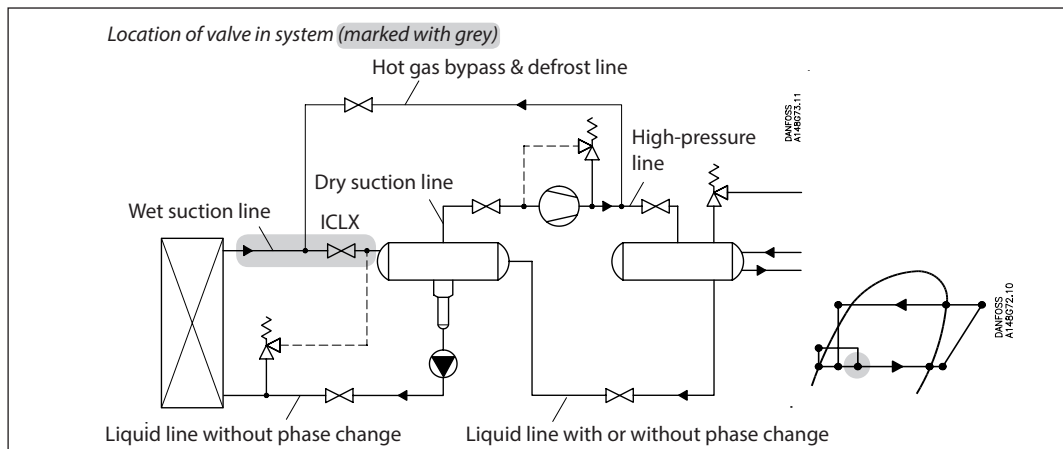 Location of valve in system (marked with grey)
Hot gas bypass & defrost line
DANFOSS
A148G73.11
High-pressure
line
Dry suction line
Wet suction line
ICLX
DANFOSS
A148G72.10
Liquid line without phase change
Liquid line with or without phase change